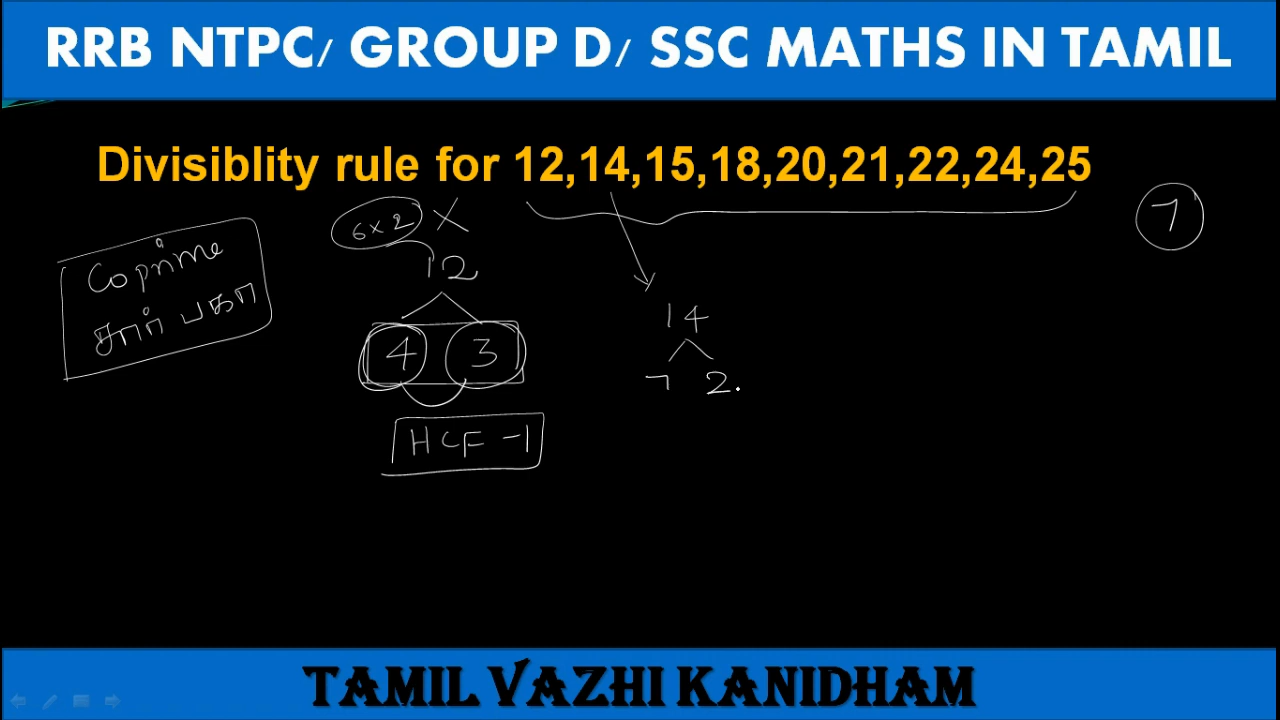 RRB NTPC/ GROUP D/ SSC MATHS IN TAMIL
Divisiblity rule for 12,14,15,18,20,21,22,24,25
7
6×2 ×
Coprime
சார் பகா
12
4 3
HCF -1
14
7 2.
TAMIL VAZHI KANIDHAM